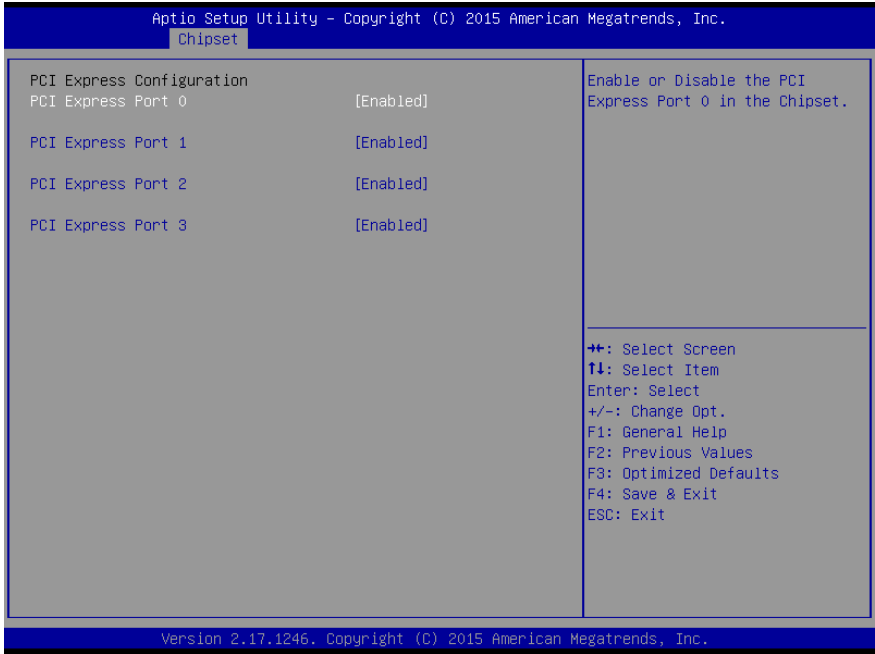 Aptio Setup Utility – Copyright (C) 2015 American Megatrends, Inc.
Chipset
PCI Express Configuration
PCI Express Port 0 [Enabled]
PCI Express Port 1 [Enabled]
PCI Express Port 2 [Enabled]
PCI Express Port 3 [Enabled]
Enable or Disable the PCI
Express Port 0 in the Chipset.
→←: Select Screen
↑↓: Select Item
Enter: Select
+/-: Change Opt.
F1: General Help
F2: Previous Values
F3: Optimized Defaults
F4: Save & Exit
ESC: Exit
Version 2.17.1246. Copyright (C) 2015 American Megatrends, Inc.